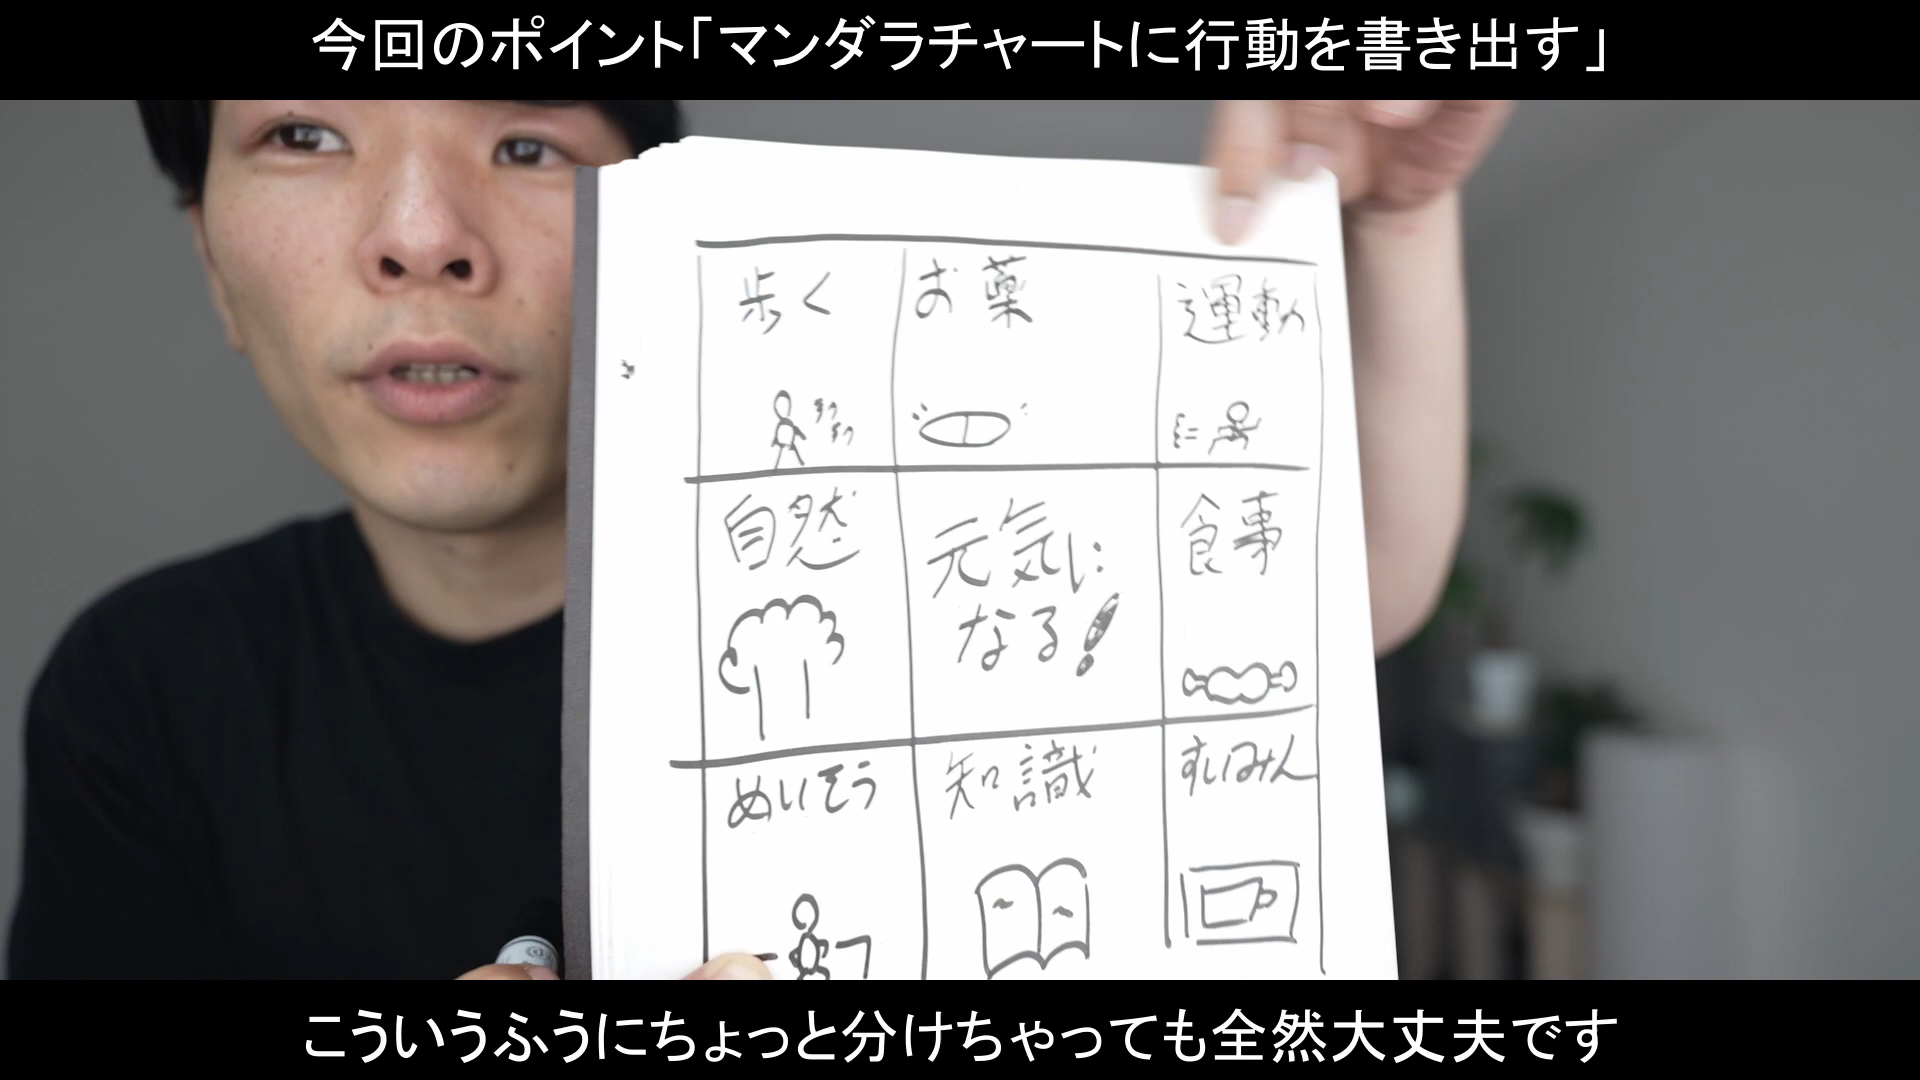 今回のポイント「マンダラチャートに行動を書き出す」
歩く
お薬
運動
自然
元気に
なる!
食事
めいそう
知識
すいみん
こういうふうにちょっと分けちゃっても全然大丈夫です